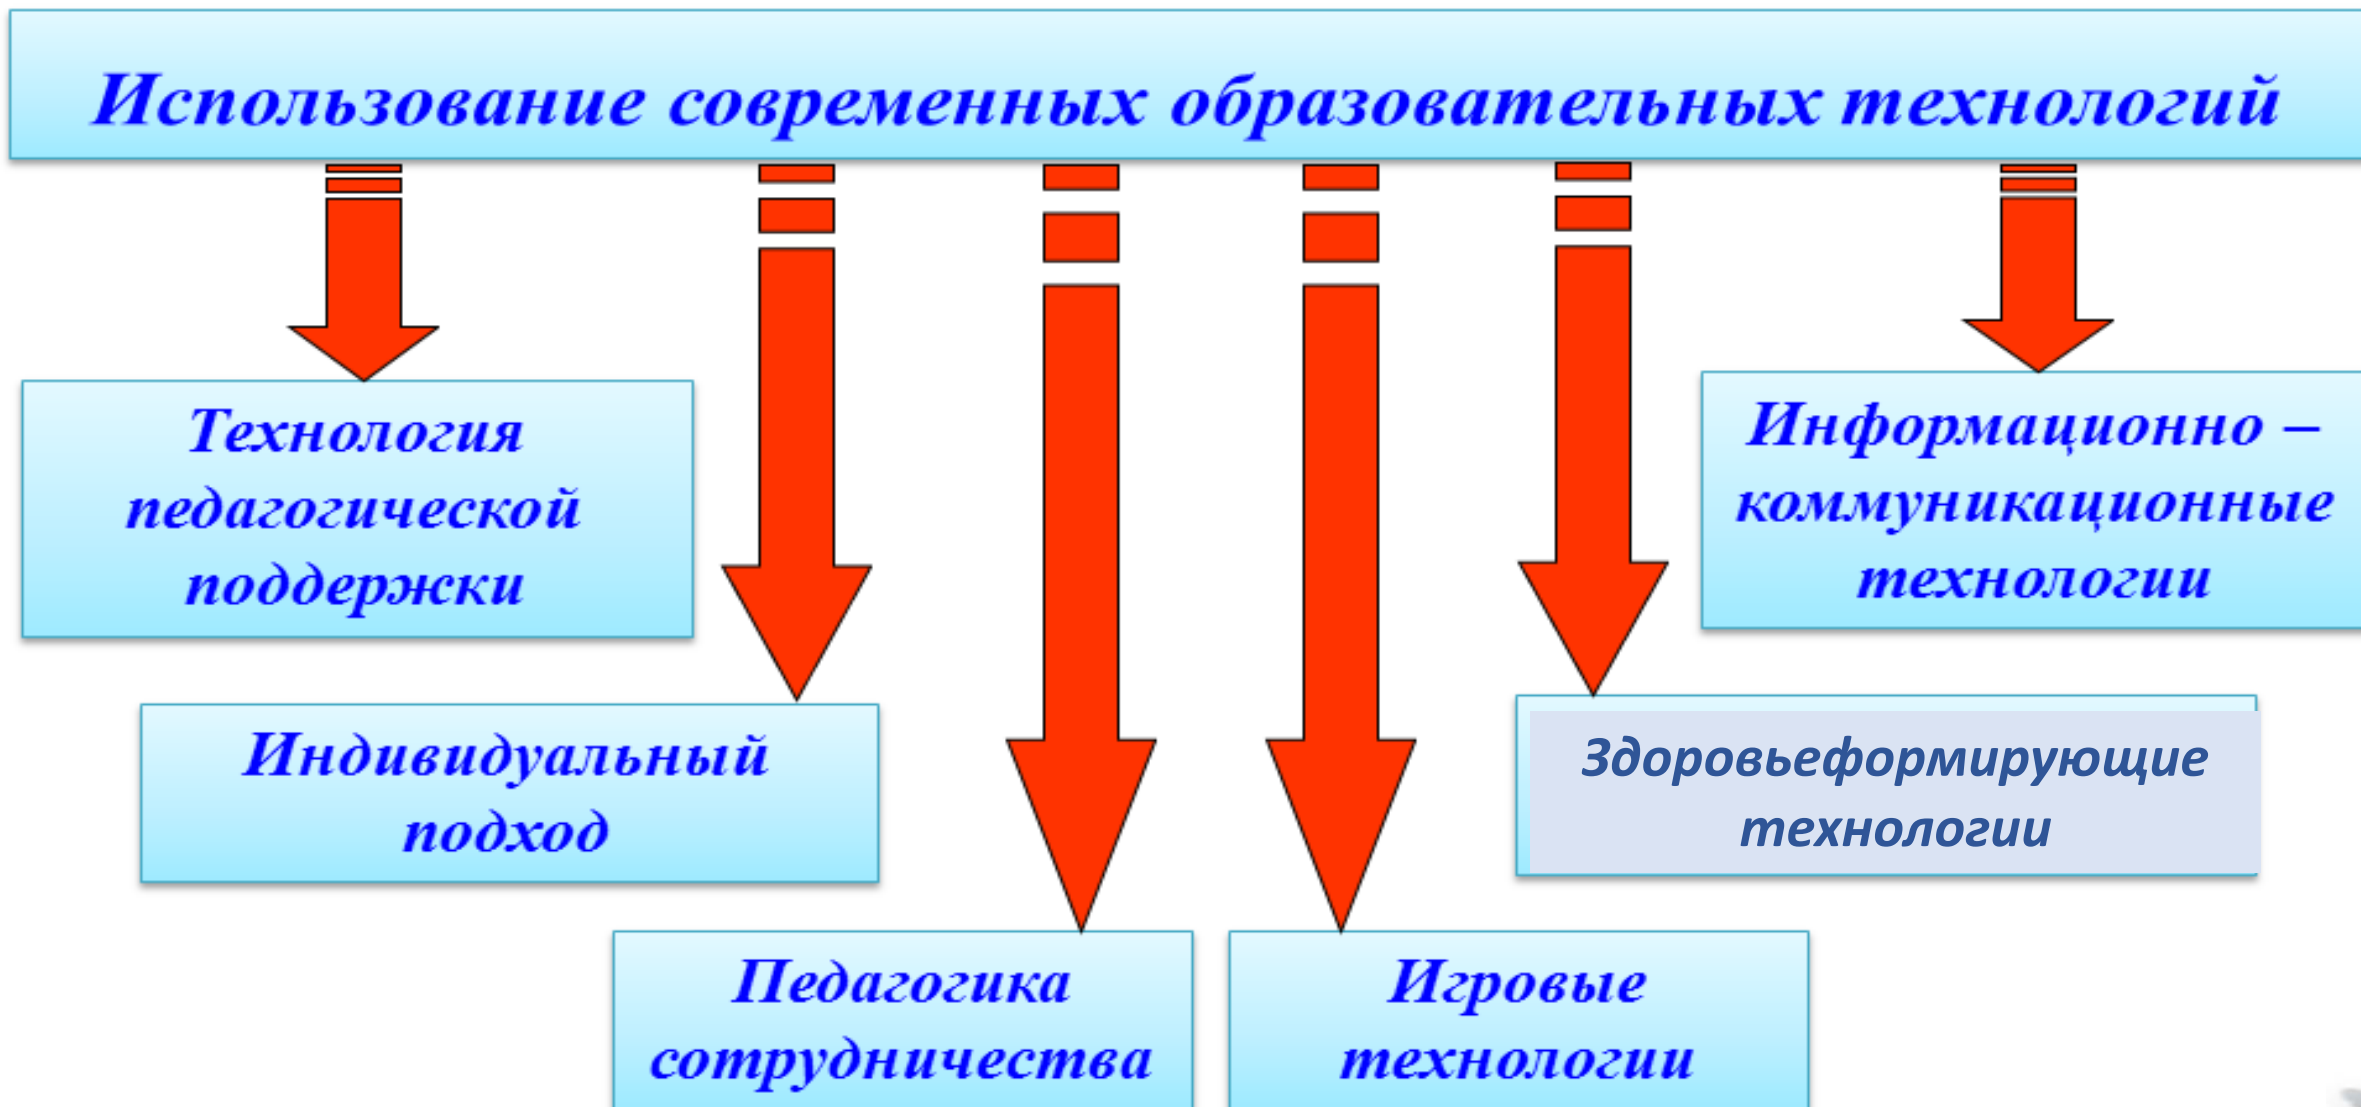 Использование современных образовательных технологий
Технология
педагогической
поддержки
Информационно –
коммуникационные
технологии
Индивидуальный
подход
Здоровьеформирующие
технологии
Педагогика
сотрудничества
Игровые
технологии